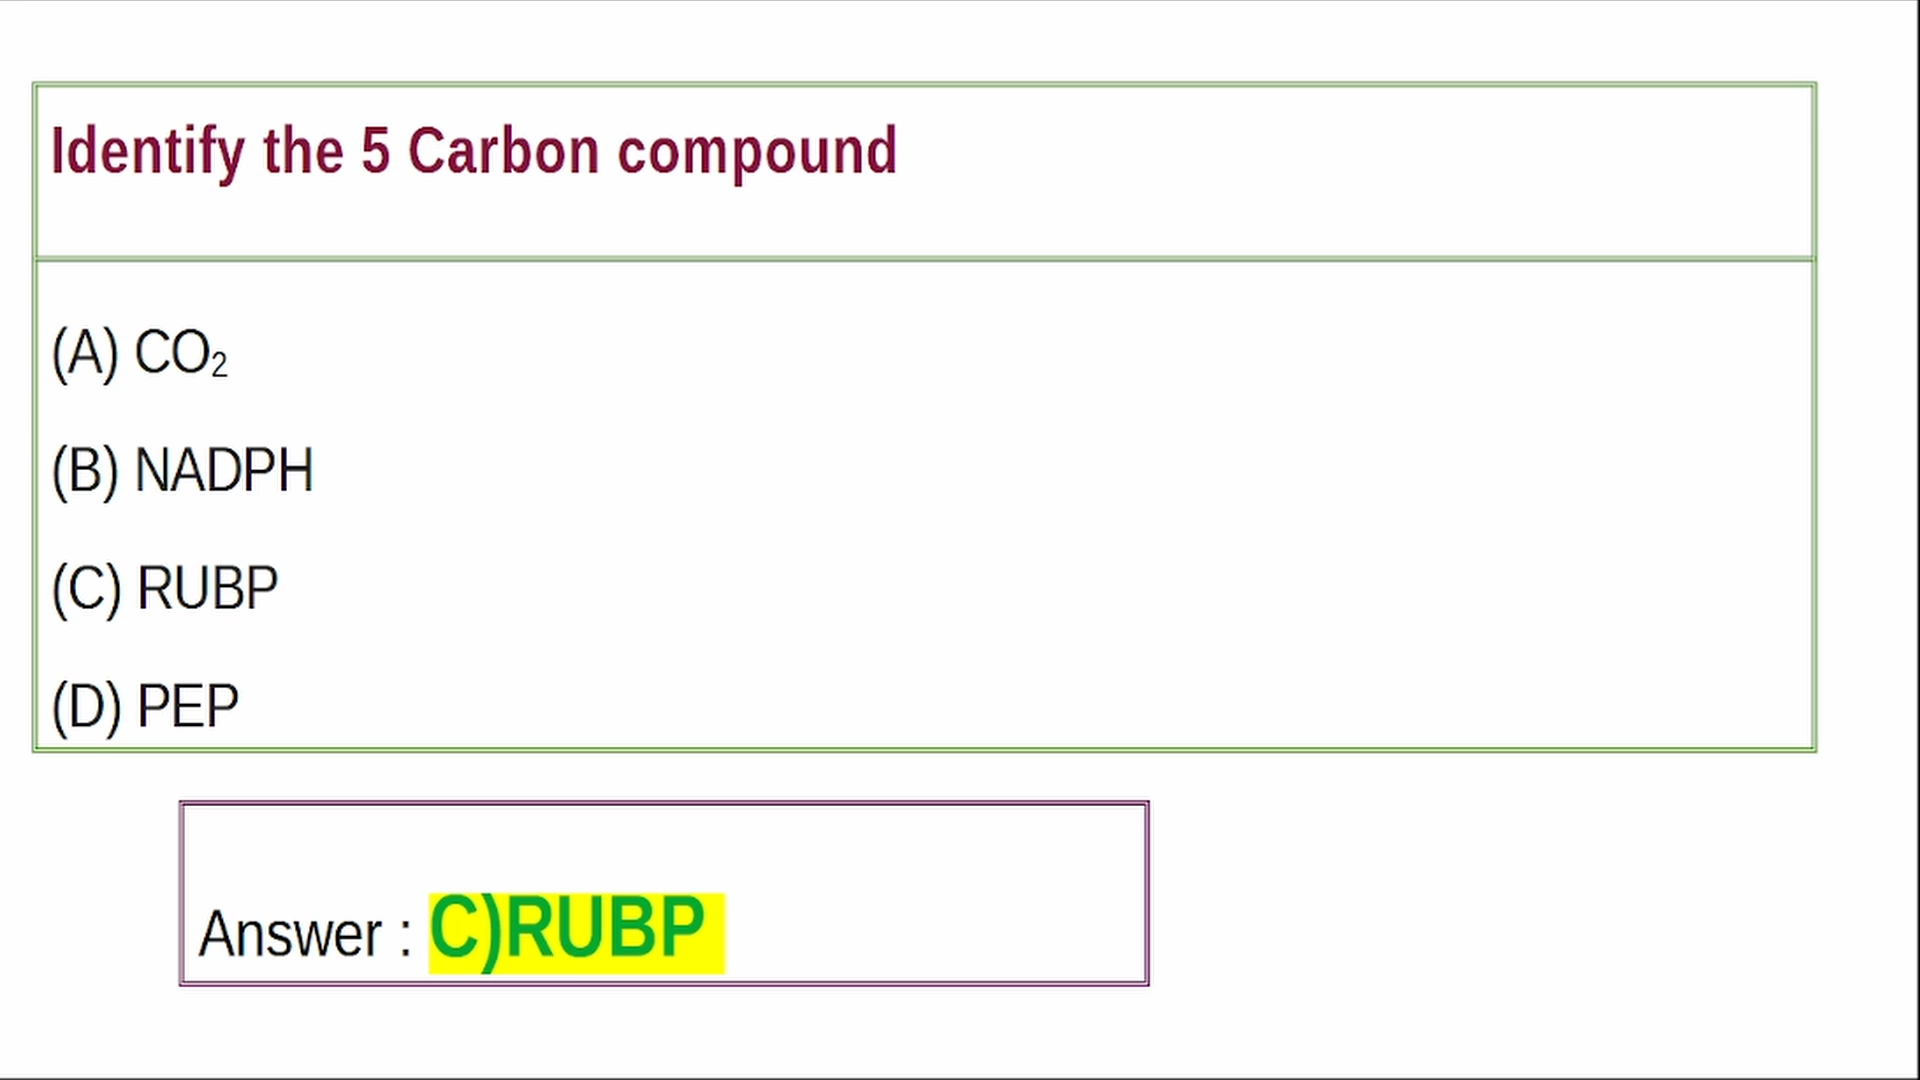 Identify the 5 Carbon compound
(A) CO₂
(B) NADPH
(C) RUBP
(D) PEP
Answer : C)RUBP